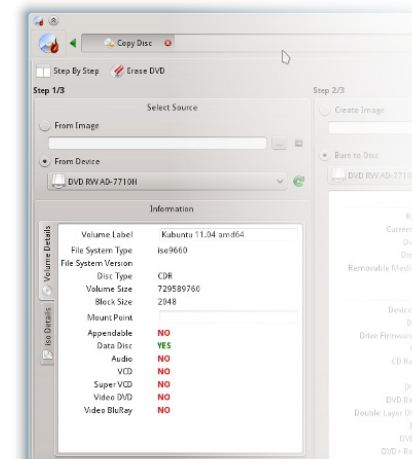 Copy Disc
Step By Step
Erase DVD
Step 1/3
Step 2/3
Select Source
Create Image
From Image
...
From Device
Burn to Disc
DVD RW AD-7710H
DVD RW AD-7710
Information
Volume Details
Iso Details
Volume Label Kubuntu 11.04 amd64
File System Type iso9660
File System Version
Disc Type CDR
Volume Size 729589760
Block Size 2048
Mount Point
Appendable NO
Data Disc YES
Audio NO
VCD NO
Super VCD NO
Video DVD NO
Video BluRay NO
Removable Medi
Device
Drive Firmwar
CD Re
DVD Re
Double Layer D
DVD+ Re